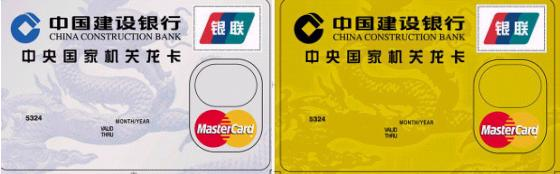 中国建设银行
CHINA CONSTRUCTION BANK
银联
中央国家机关龙卡
5324
MONTH/YEAR
VALID
THRU
MasterCard
中国建设银行
CHINA CONSTRUCTION BANK
银联
中央国家机关龙卡
5324
MONTH/YEAR
VALID
THRU
MasterCard